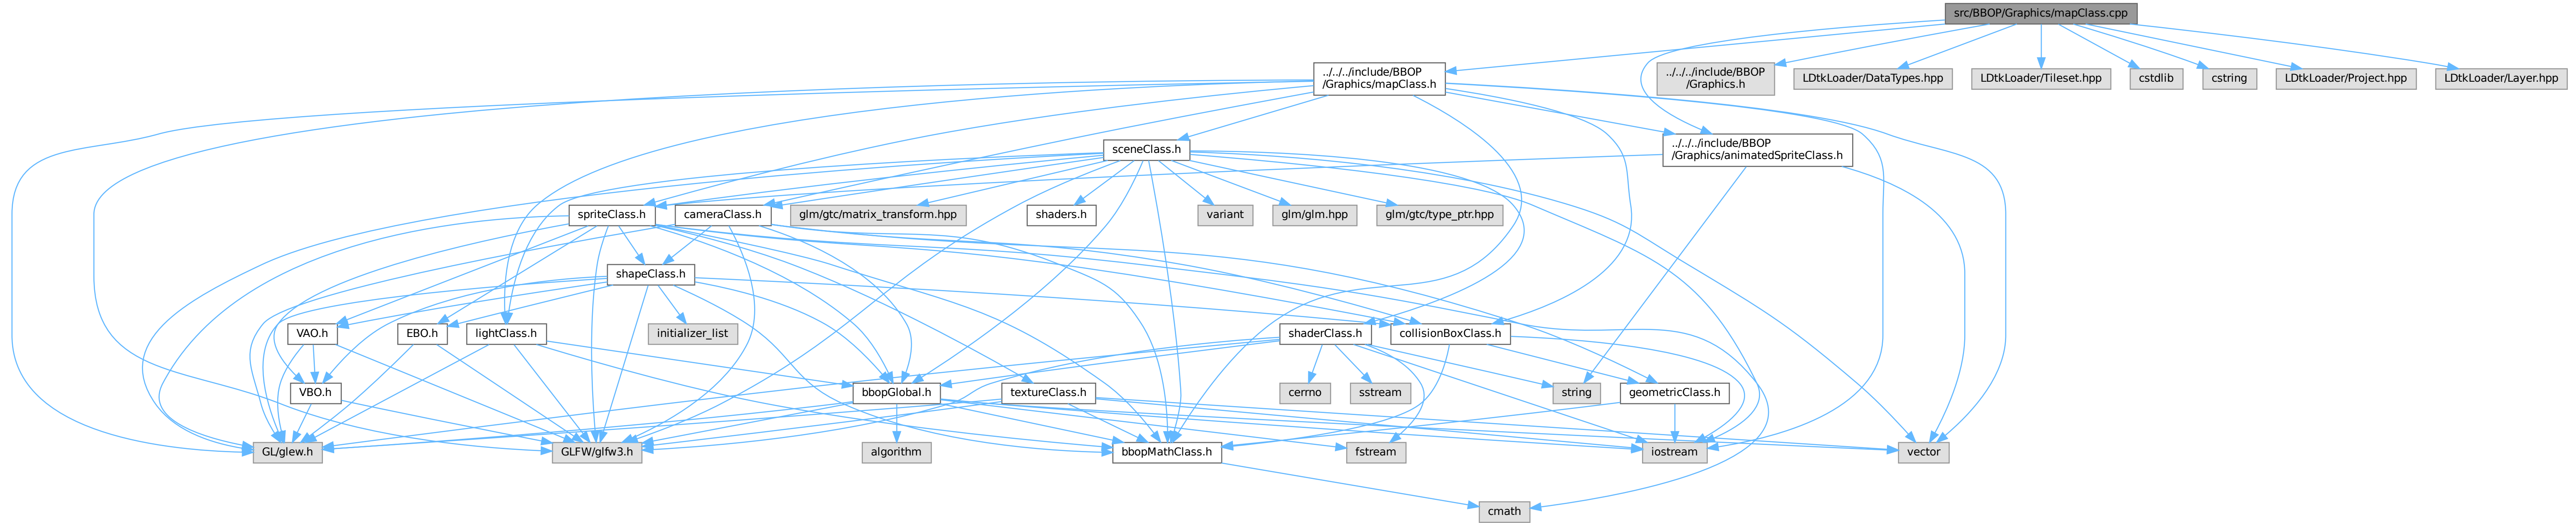 src/BBOP/Graphics/mapClass.cpp
../../../include/BBOP
/Graphics/mapClass.h
../../../include/BBOP
/Graphics.h
LDtkLoader/DataTypes.hpp
LDtkLoader/Tileset.hpp
cstdlib
cstring
LDtkLoader/Project.hpp
LDtkLoader/Layer.hpp
sceneClass.h
../../../include/BBOP
/Graphics/animatedSpriteClass.h
spriteClass.h
cameraClass.h
glm/gtc/matrix_transform.hpp
shaders.h
variant
glm/glm.hpp
glm/gtc/type_ptr.hpp
shapeClass.h
VAO.h
EBO.h
lightClass.h
initializer_list
shaderClass.h
collisionBoxClass.h
VBO.h
bbopGlobal.h
textureClass.h
cerrno
sstream
string
geometricClass.h
GL/glew.h
GLFW/glfw3.h
algorithm
bbopMathClass.h
fstream
iostream
vector
cmath